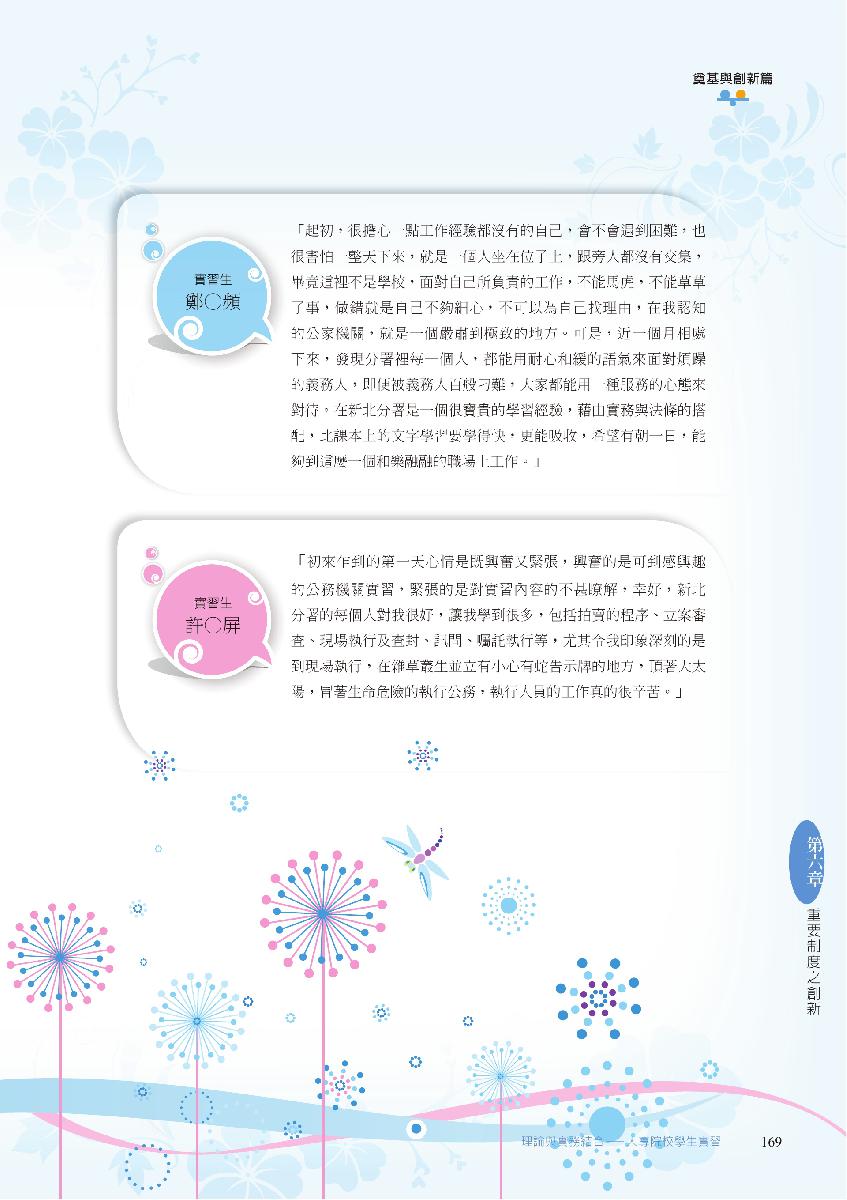 奠基與創新篇
實習生
鄭○頻
「起初，很擔心一點工作經驗都沒有的自己，會不會遇到困難，也
很害怕一整天下來，就是一個人坐在位子上，跟旁人都沒有交集，
畢竟這裡不是學校，面對自己所負責的工作，不能馬虎，不能草草
了事，做錯就是自己不夠細心，不可以為自己找理由，在我認知
的公家機關，就是一個嚴肅到極致的地方。可是，近一個月相處
下來，發現分署裡每一個人，都能用耐心和緩的語氣來面對煩躁
的義務人，即使被義務人百般刁難，大家都能用一種服務的心態來
對待。在新北分署是一個很寶貴的學習經驗，藉由實務與法條的搭
配，比課本上的文字學習要學得快，更能吸收，希望有朝一日，能
夠到這麼一個和樂融融的職場上工作。」
實習生
許○屏
「初來乍到的第一天心情是既興奮又緊張，興奮的是可到感興趣
的公務機關實習，緊張的是對實習內容的不甚瞭解，幸好，新北
分署的每個人對我很好，讓我學到很多，包括拍賣的程序、立案審
查、現場執行及查封、訊問、囑託執行等，尤其令我印象深刻的是
到現場執行，在雜草叢生並立有小心有蛇告示牌的地方，頂著大太
陽，冒著生命危險的執行公務，執行人員的工作真的很辛苦。」
第六章
重要制度之創新
理論與實務結合——大專院校學生實習
169